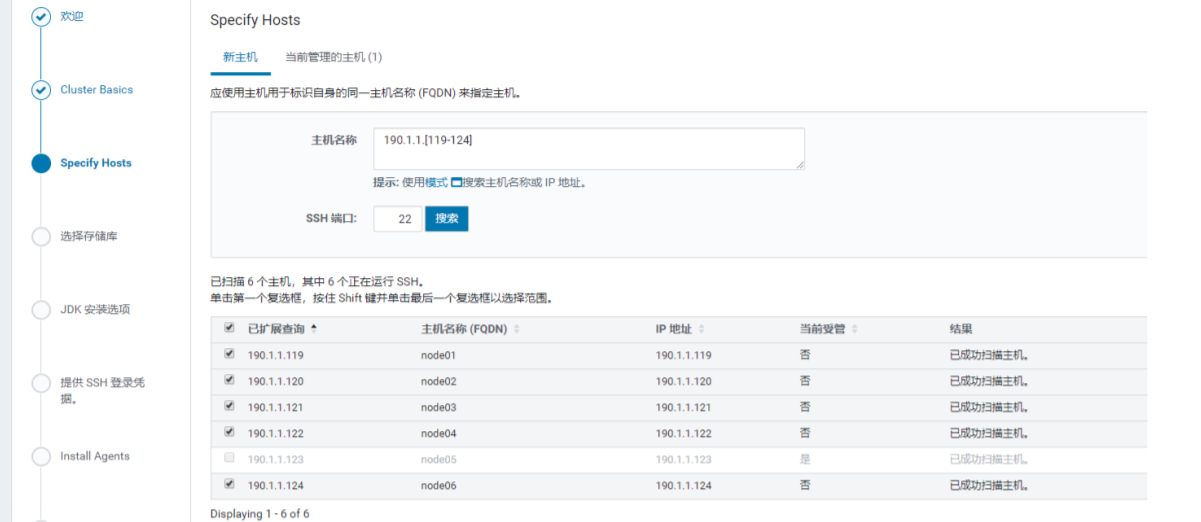 欢迎
Cluster Basics
Specify Hosts
选择存储库
JDK 安装选项
提供 SSH 登录凭
据。
Install Agents
Specify Hosts
新主机 当前管理的主机 (1)
应使用主机用于标识自身的同一主机名称 (FQDN) 来指定主机。
主机名称 190.1.1.[119-124]
提示: 使用模式 搜索主机名称或 IP 地址。
SSH 端口: 22 搜索
已扫描 6 个主机，其中 6 个正在运行 SSH。
单击第一个复选框，按住 Shift 键并单击最后一个复选框以选择范围。
已扩展查询 主机名称 (FQDN) IP 地址 当前受管 结果
190.1.1.119 node01 190.1.1.119 否 已成功扫描主机。
190.1.1.120 node02 190.1.1.120 否 已成功扫描主机。
190.1.1.121 node03 190.1.1.121 否 已成功扫描主机。
190.1.1.122 node04 190.1.1.122 否 已成功扫描主机。
190.1.1.123 node05 190.1.1.123 是 已成功扫描主机。
190.1.1.124 node06 190.1.1.124 否 已成功扫描主机。
Displaying 1 - 6 of 6